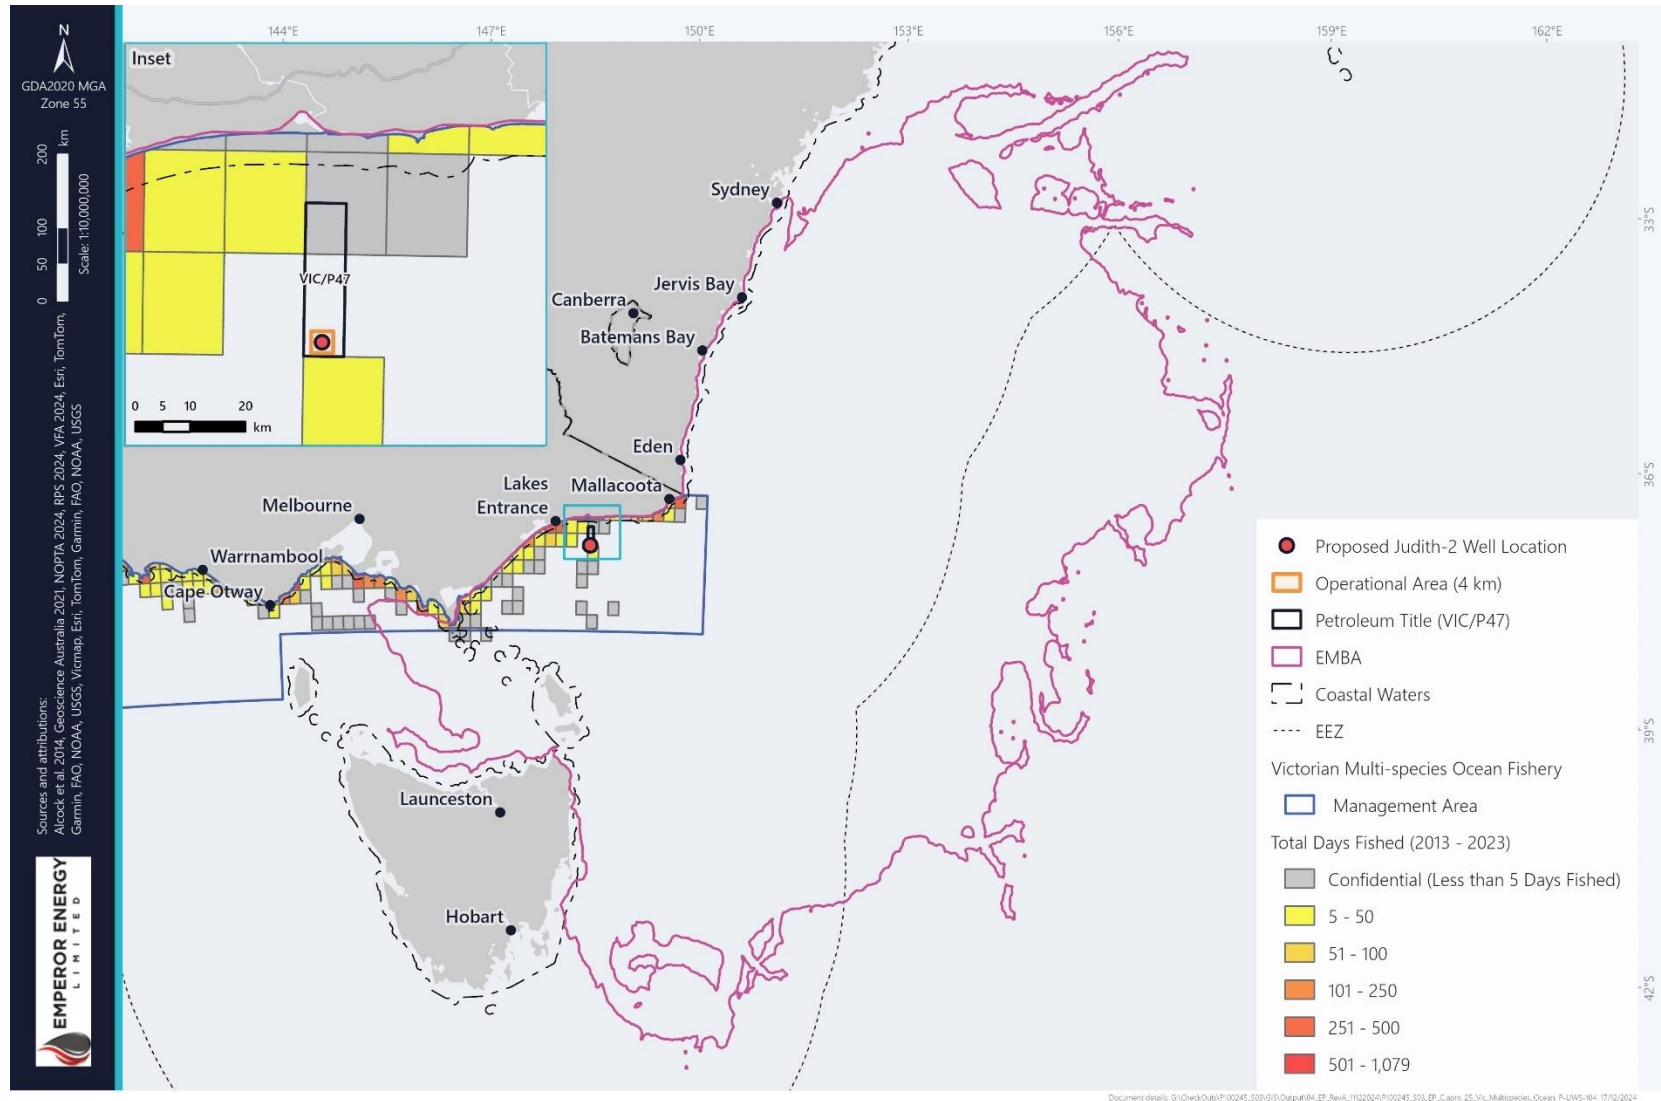 144°E
147°E
150°E
153°E
156°E
159°E
162°E
N
GDA2020 MGA
Zone 55
0 50 100 200 km
Scale: 1:10,000,000
Sources and attributions:
Alcock et al. 2014, Geoscience Australia 2021, NOPTA 2024, RPS 2024, VFA 2024, Esri, TomTom,
Garmin, FAO, NOAA, USGS, Vicmap, Esri, TomTom, Garmin, FAO, NOAA, USGS
EMPEROR ENERGY
LIMITED
Inset
VIC/P47
0 5 10 20
km
Sydney
Jervis Bay
Canberra
Batemans Bay
Eden
Lakes
Entrance
Mallacoota
Melbourne
Warrnambool
Cape Otway
Launceston
Hobart
33°S
36°S
39°S
42°S
Proposed Judith-2 Well Location
Operational Area (4 km)
Petroleum Title (VIC/P47)
EMBA
Coastal Waters
EEZ
Victorian Multi-species Ocean Fishery
Management Area
Total Days Fished (2013 - 2023)
Confidential (Less than 5 Days Fished)
5 - 50
51 - 100
101 - 250
251 - 500
501 - 1,079